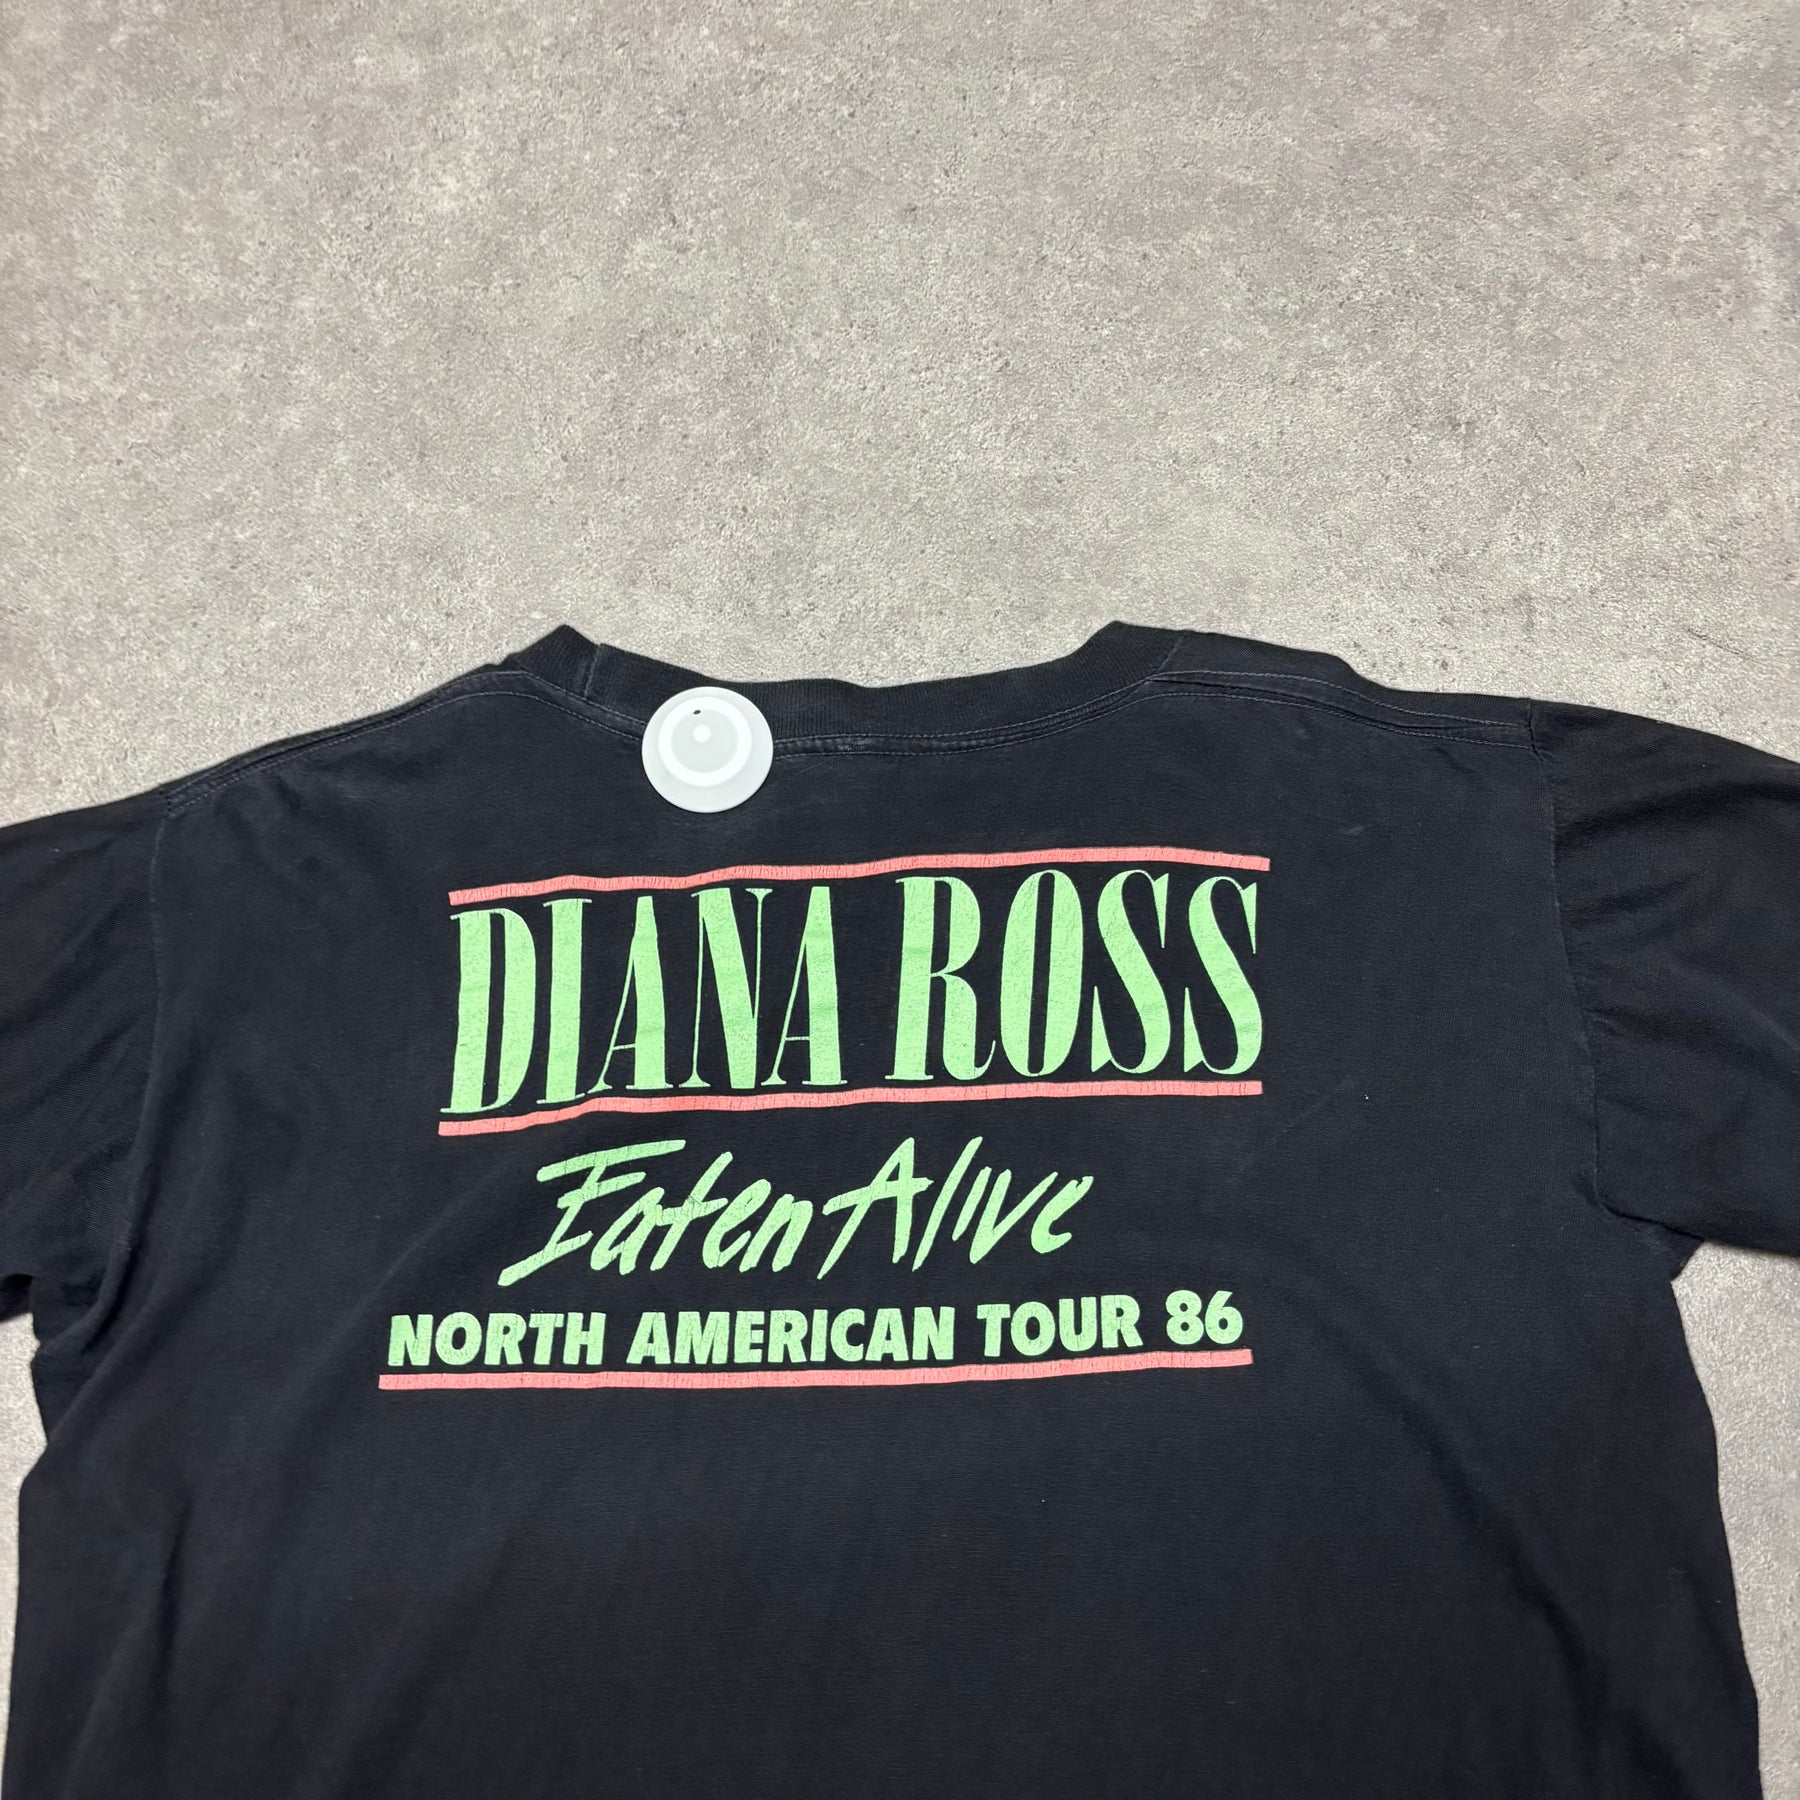 DIANA ROSS
Eaten Alive
NORTH AMERICAN TOUR 86